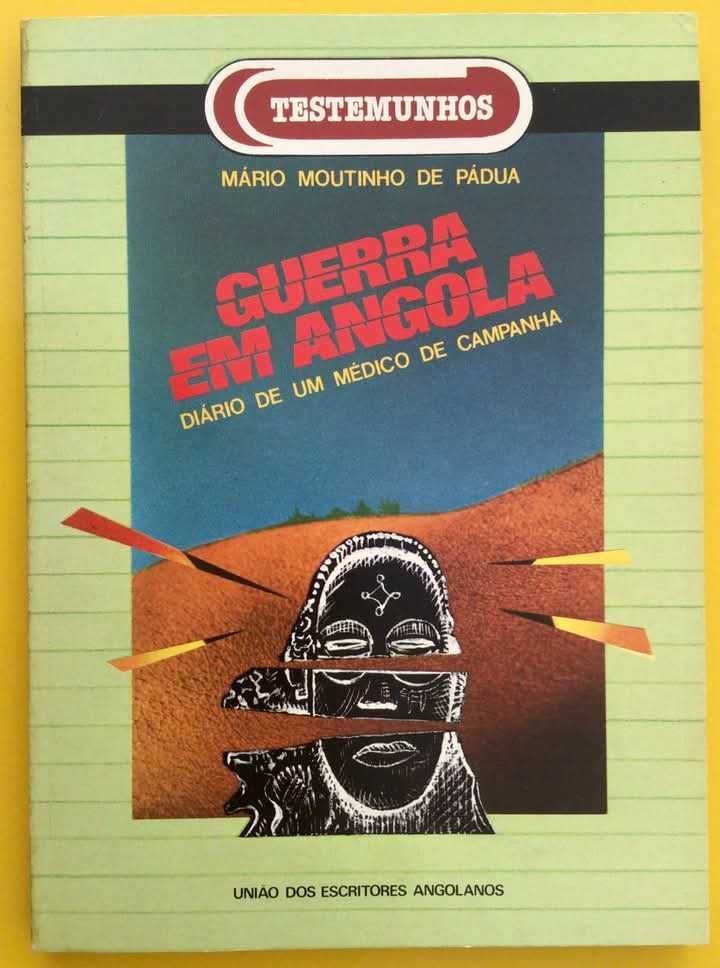 TESTEMUNHOS
MÁRIO MOUTINHO DE PÁDUA
GUERRA
EM ANGOLA
DIÁRIO DE UM MÉDICO DE CAMPANHA
UNIÃO DOS ESCRITORES ANGOLANOS